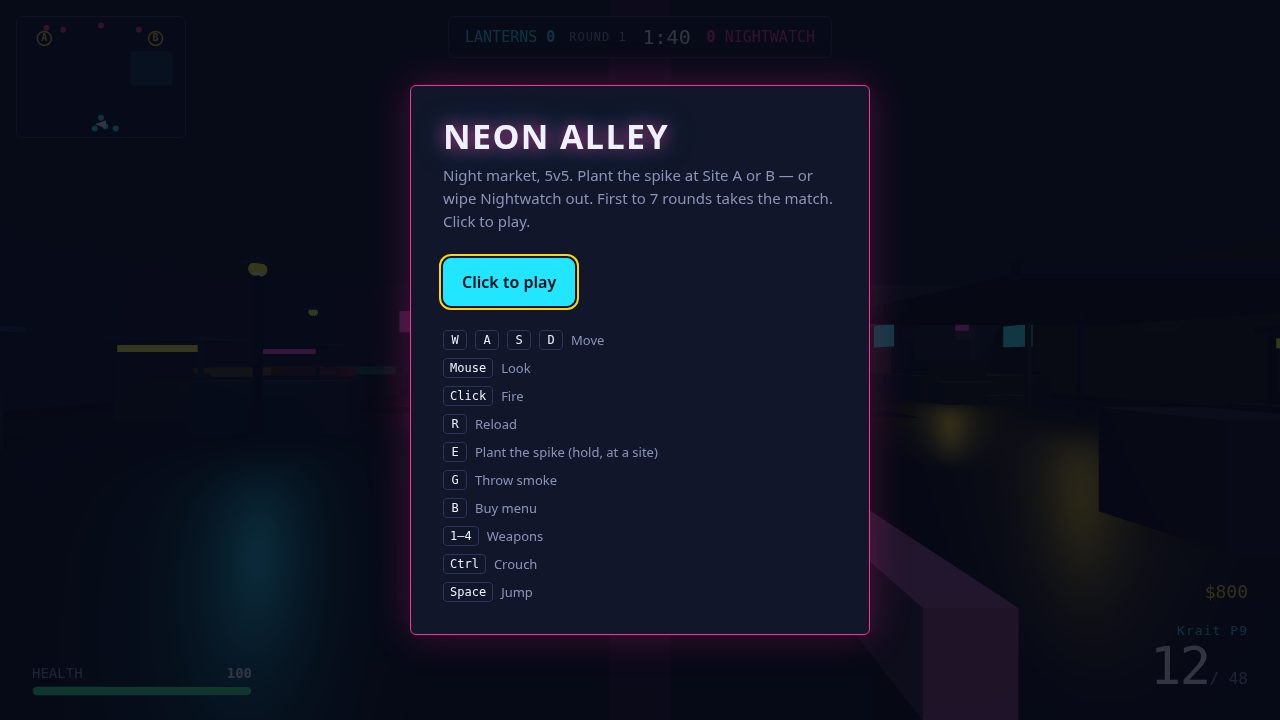 A B
LANTERNS 0 ROUND 1 1:40 0 NIGHTWATCH
NEON ALLEY
Night market, 5v5. Plant the spike at Site A or B — or
wipe Nightwatch out. First to 7 rounds takes the match.
Click to play.
Click to play
W A S D Move
Mouse Look
Click Fire
R Reload
E Plant the spike (hold, at a site)
G Throw smoke
B Buy menu
1–4 Weapons
Ctrl Crouch
Space Jump
HEALTH 100
$800
Krait P9
12 / 48